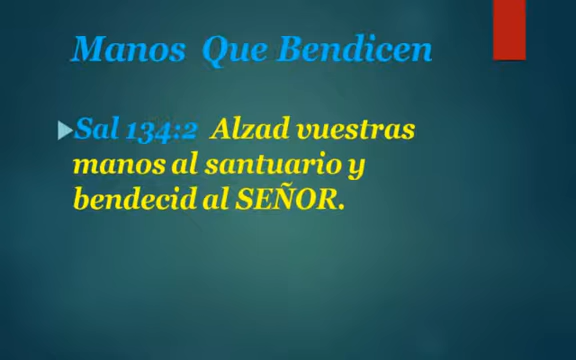 Manos Que Bendicen
Sal 134:2 Alzad vuestras
manos al santuario y
bendecid al SEÑOR.